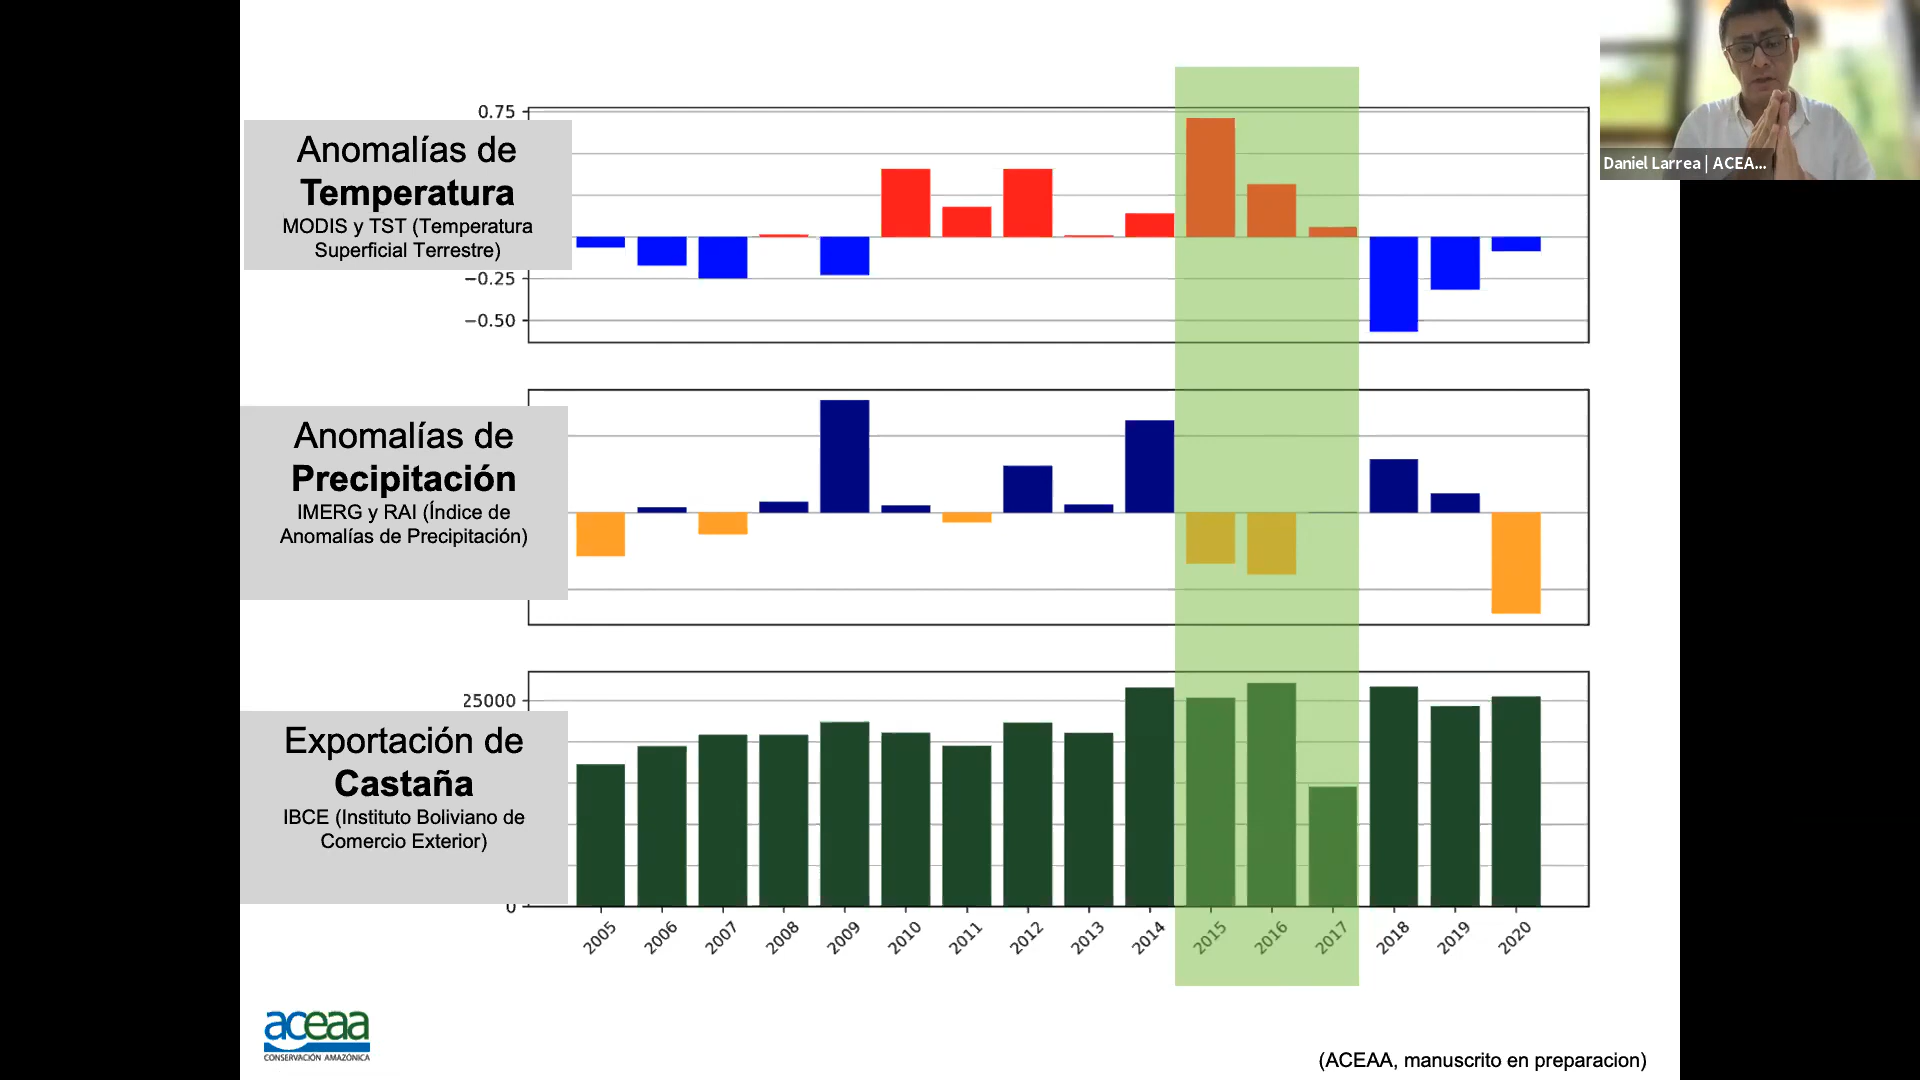 Daniel Larrea | ACEA...
0.75
Anomalías de
Temperatura
MODIS y TST (Temperatura
Superficial Terrestre)
−0.25
−0.50
Anomalías de
Precipitación
IMERG y RAI (Índice de
Anomalías de Precipitación)
25000
Exportación de
Castaña
IBCE (Instituto Boliviano de
Comercio Exterior)
0
2005 2006 2007 2008 2009 2010 2011 2012 2013 2014 2015 2016 2017 2018 2019 2020
aceaa
CONSERVACIÓN AMAZÓNICA
(ACEAA, manuscrito en preparacion)